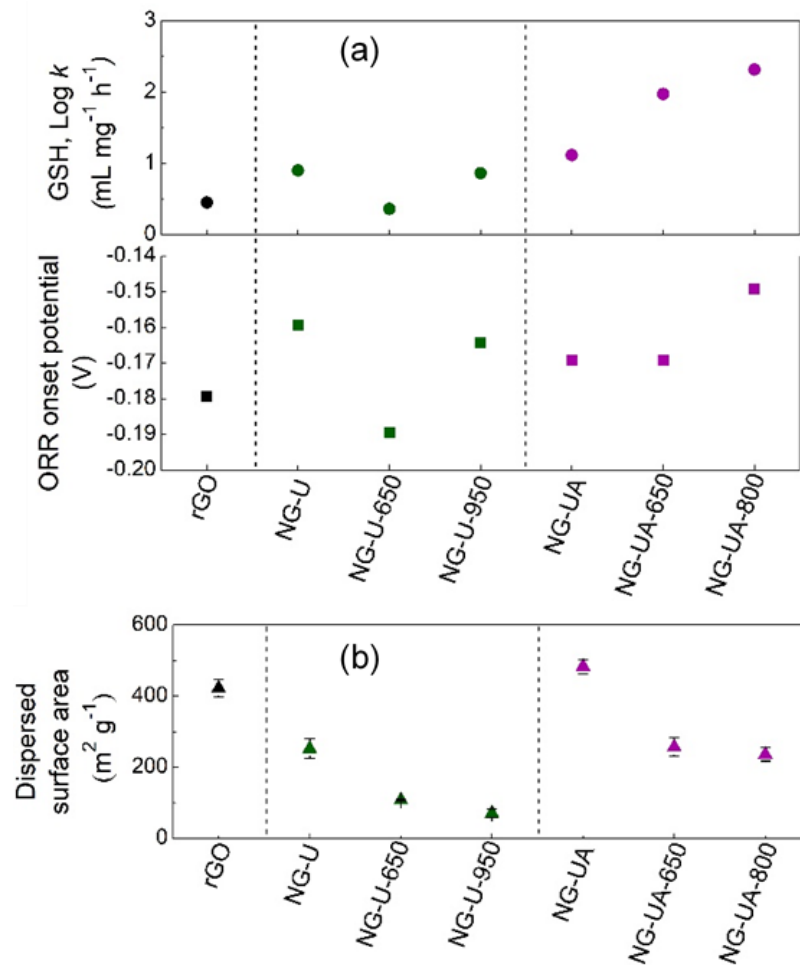 (a)
GSH, Log k
(mL mg⁻¹ h⁻¹)
3
2
1
0
ORR onset potential
(V)
-0.14
-0.15
-0.16
-0.17
-0.18
-0.19
-0.20
rGO
NG-U
NG-U-650
NG-U-950
NG-UA
NG-UA-650
NG-UA-800
(b)
Dispersed
surface area
(m² g⁻¹)
600
400
200
0
rGO
NG-U
NG-U-650
NG-U-950
NG-UA
NG-UA-650
NG-UA-800